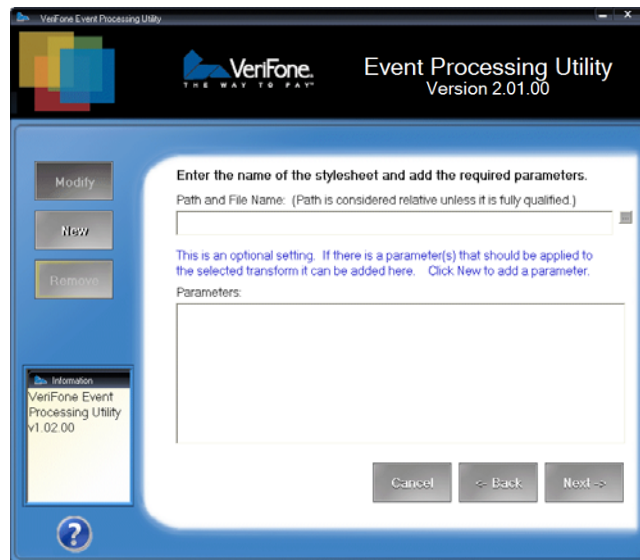 VeriFone Event Processing Utility
VeriFone.
THE WAY TO PAY™
Event Processing Utility
Version 2.01.00
Modify
New
Remove
Enter the name of the stylesheet and add the required parameters.
Path and File Name: (Path is considered relative unless it is fully qualified.)
This is an optional setting. If there is a parameter(s) that should be applied to
the selected transform it can be added here. Click New to add a parameter.
Parameters:
Information
VeriFone Event
Processing Utility
v1.02.00
Cancel
<- Back
Next ->
?